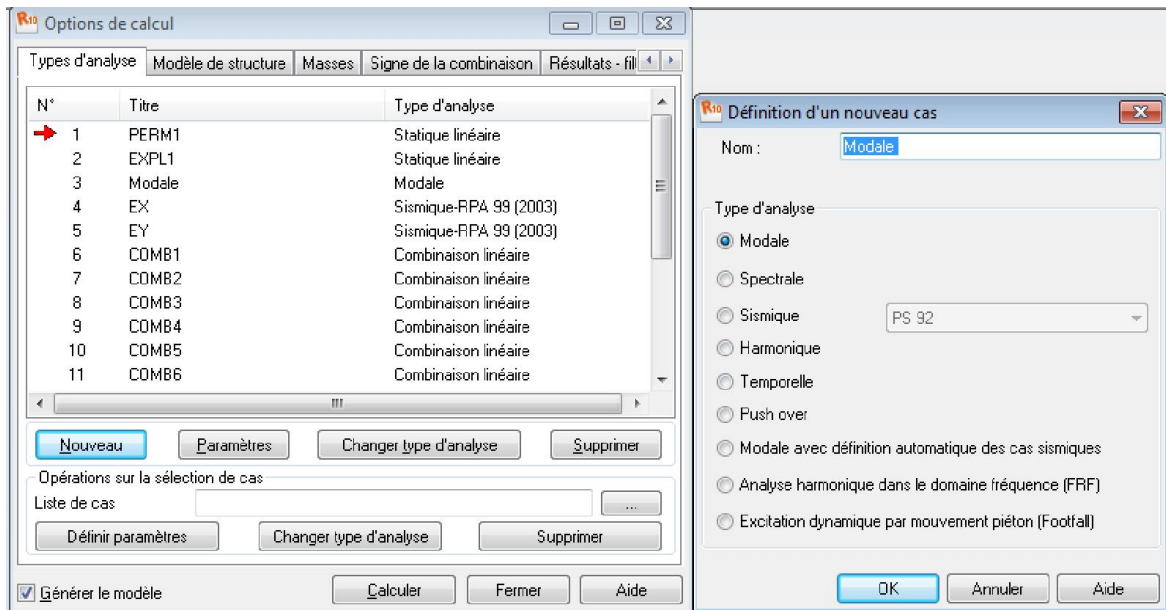 R10 Options de calcul
Types d'analyse Modèle de structure Masses Signe de la combinaison Résultats - fil
N° Titre Type d'analyse
1 PERM1 Statique linéaire
2 EXPL1 Statique linéaire
3 Modale Modale
4 EX Sismique-RPA 99 (2003)
5 EY Sismique-RPA 99 (2003)
6 COMB1 Combinaison linéaire
7 COMB2 Combinaison linéaire
8 COMB3 Combinaison linéaire
9 COMB4 Combinaison linéaire
10 COMB5 Combinaison linéaire
11 COMB6 Combinaison linéaire
Nouveau Paramètres Changer type d'analyse Supprimer
Opérations sur la sélection de cas
Liste de cas ...
Définir paramètres Changer type d'analyse Supprimer
Générer le modèle Calculer Fermer Aide
R10 Définition d'un nouveau cas
Nom : Modale
Type d'analyse
Modale
Spectrale
Sismique PS 92
Harmonique
Temporelle
Push over
Modale avec définition automatique des cas sismiques
Analyse harmonique dans le domaine fréquence (FRF)
Excitation dynamique par mouvement piéton (Footfall)
OK Annuler Aide